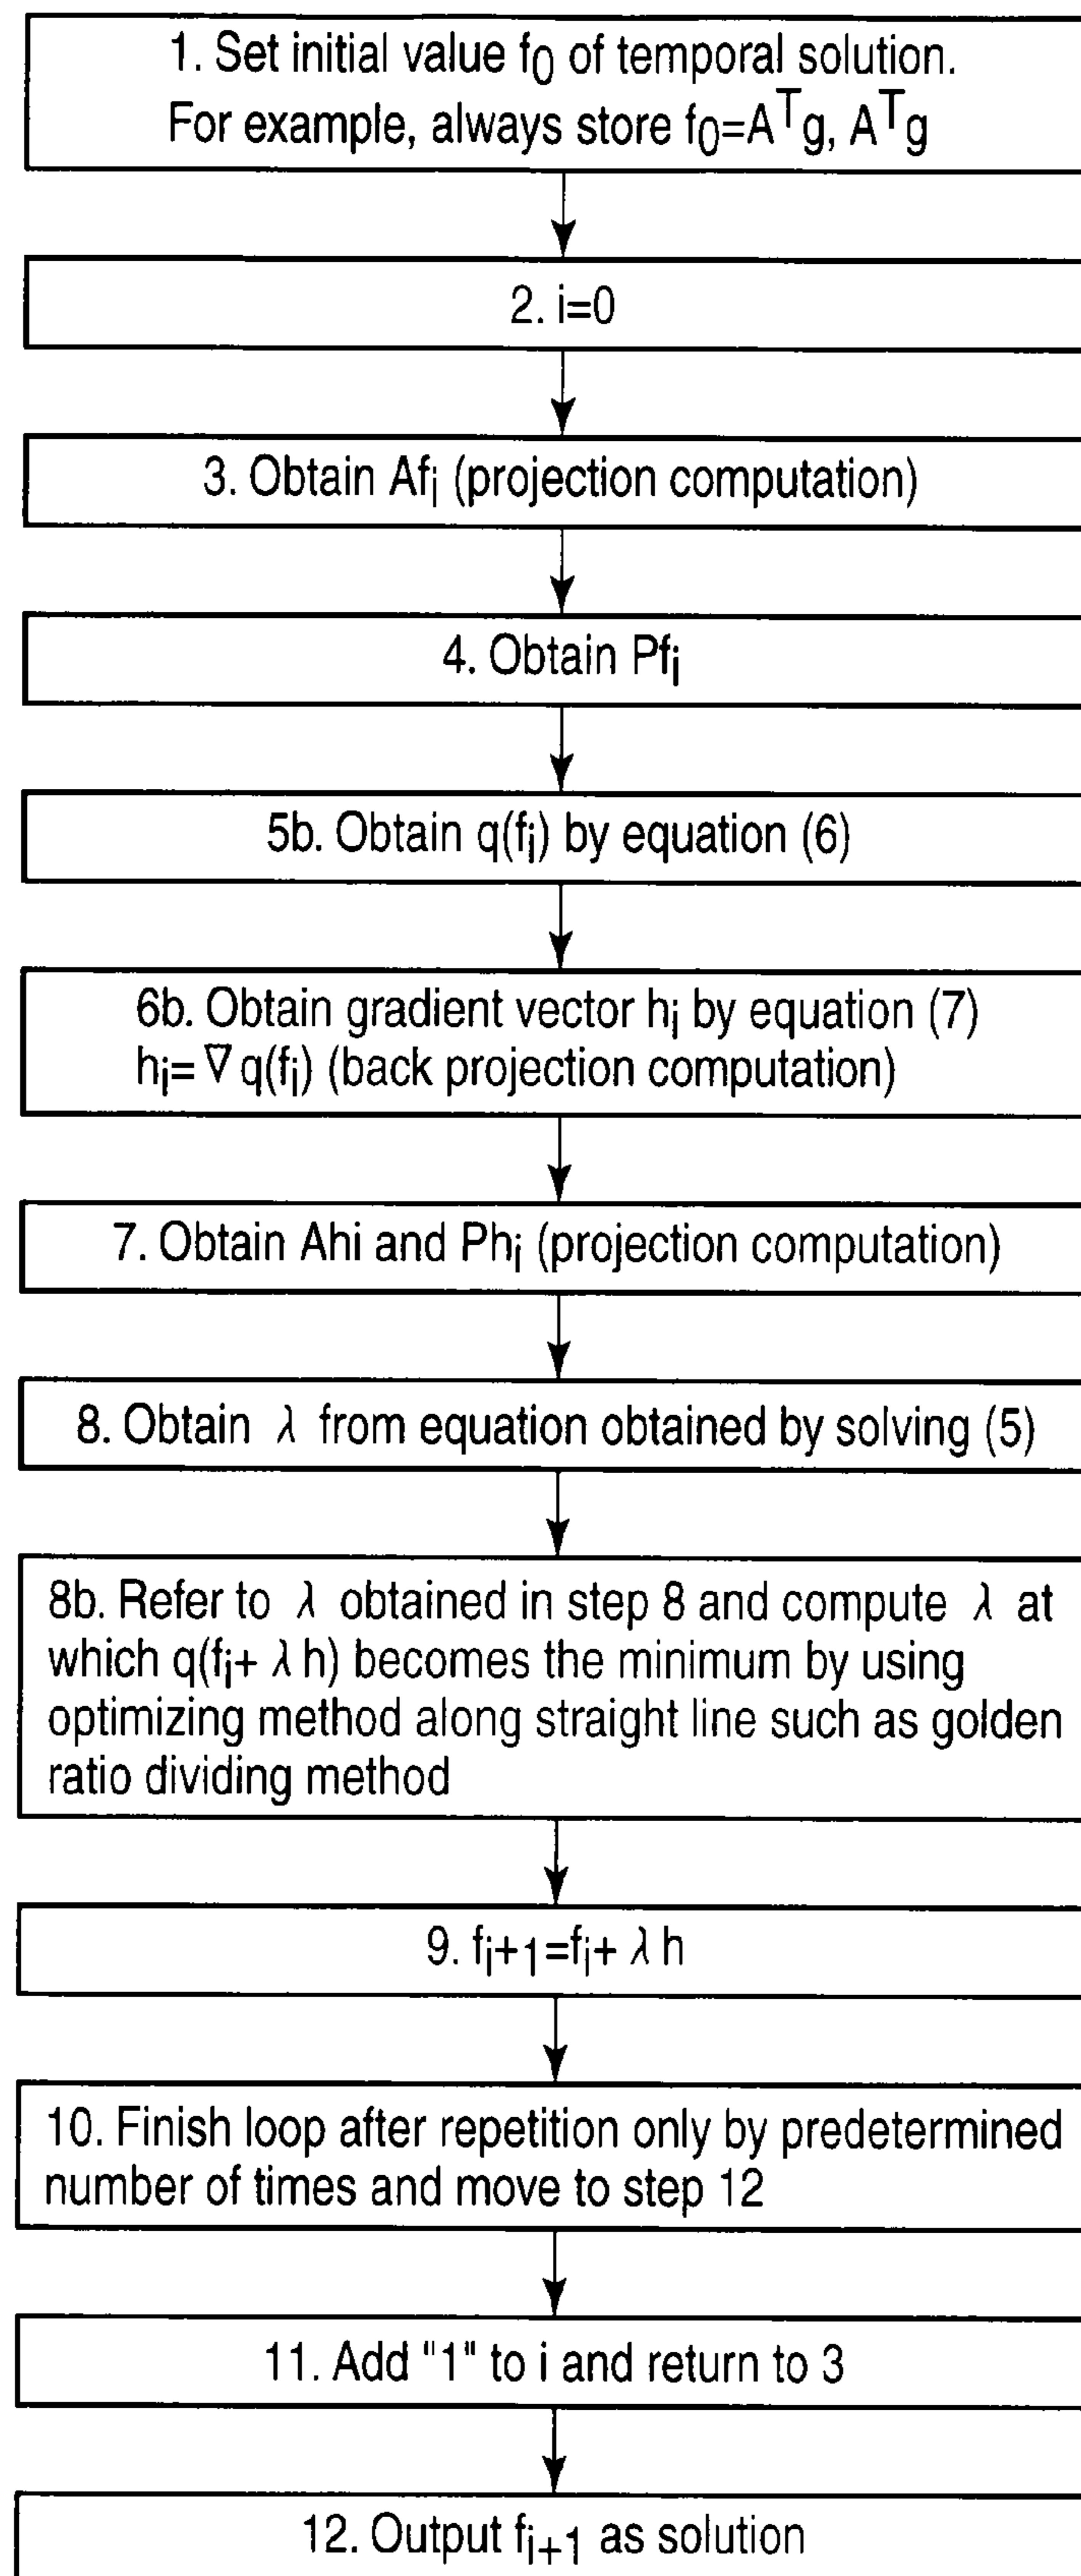 1. Set initial value f₀ of temporal solution.
For example, always store f₀=Aᵀg, Aᵀg
2. i=0
3. Obtain Afᵢ (projection computation)
4. Obtain Pfᵢ
5b. Obtain q(fᵢ) by equation (6)
6b. Obtain gradient vector hᵢ by equation (7)
hᵢ=∇q(fᵢ) (back projection computation)
7. Obtain Ahi and Phᵢ (projection computation)
8. Obtain λ from equation obtained by solving (5)
8b. Refer to λ obtained in step 8 and compute λ at
which q(fᵢ+λh) becomes the minimum by using
optimizing method along straight line such as golden
ratio dividing method
9. fᵢ₊₁=fᵢ+λh
10. Finish loop after repetition only by predetermined
number of times and move to step 12
11. Add "1" to i and return to 3
12. Output fᵢ₊₁ as solution